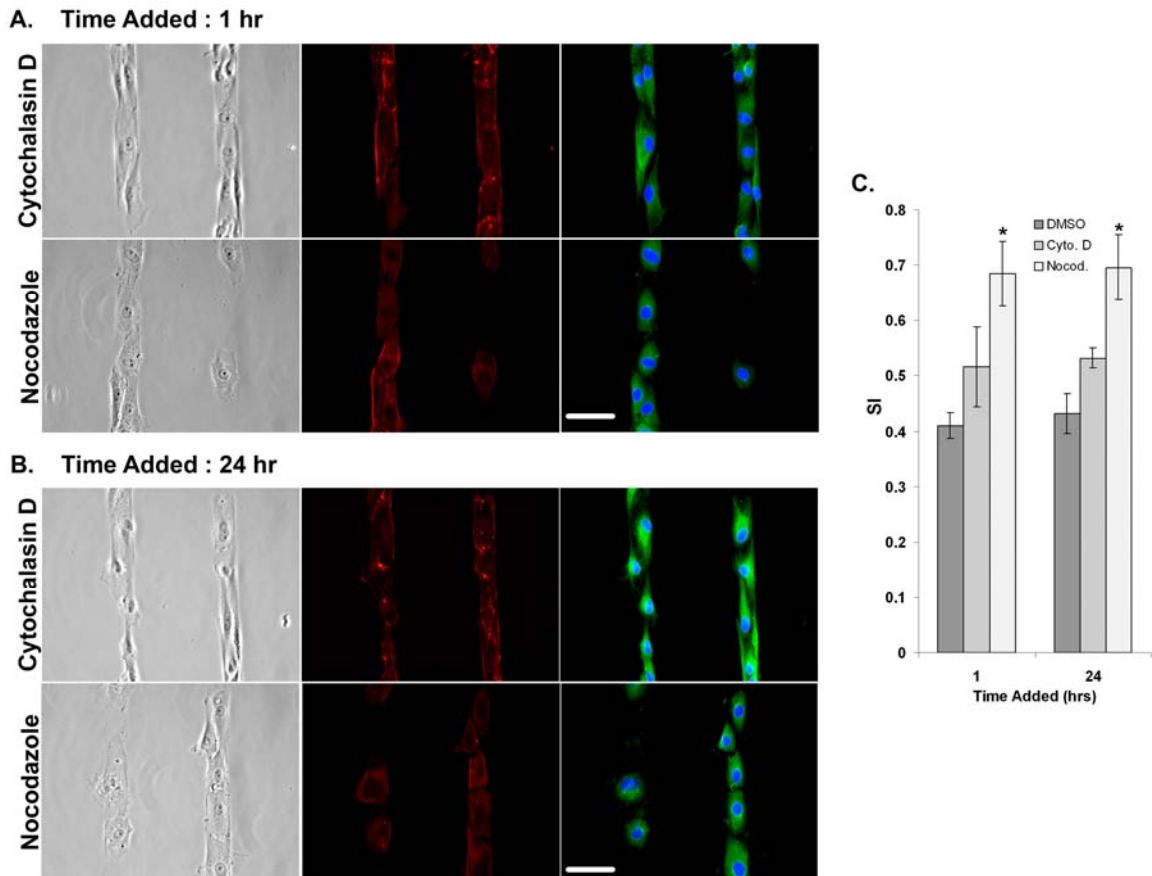 A. Time Added : 1 hr
Cytochalasin D
Nocodazole
B. Time Added : 24 hr
Cytochalasin D
Nocodazole
C.
0.8
0.7
0.6
0.5
0.4
0.3
0.2
0.1
0
SI
DMSO
Cyto. D
Nocod.
* *
1 24
Time Added (hrs)